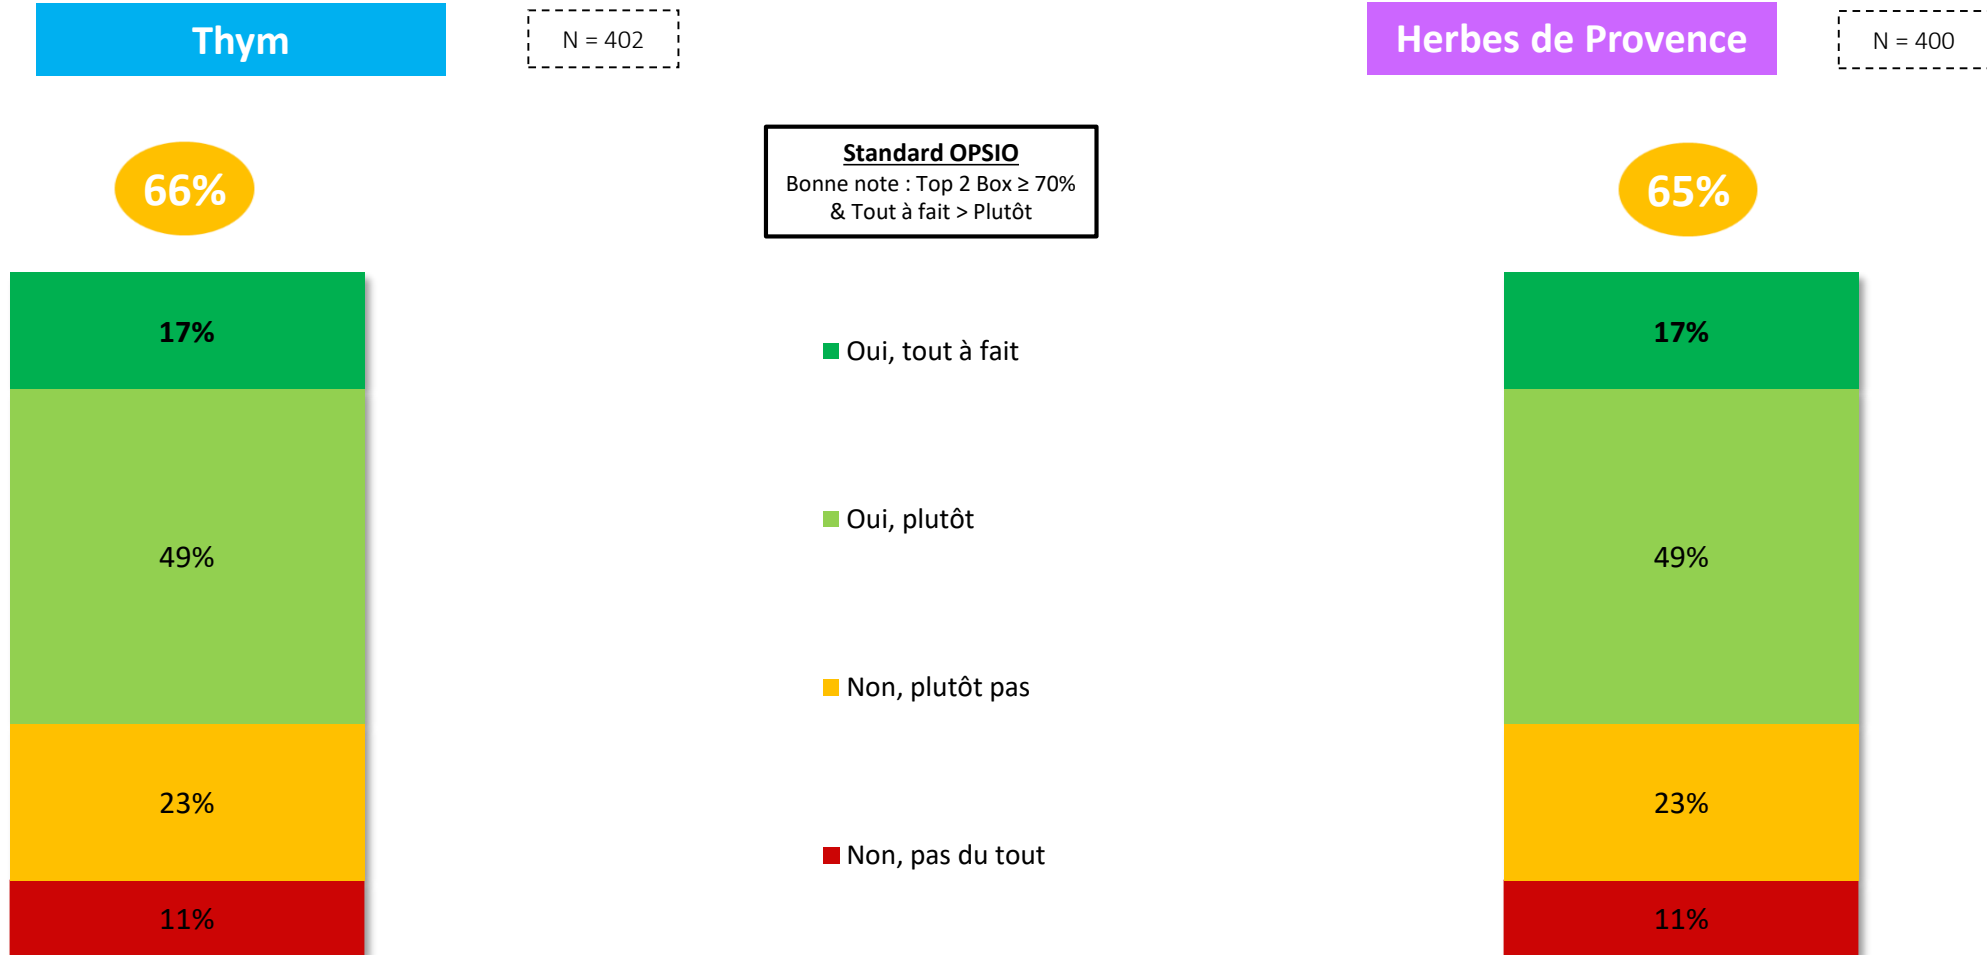 Thym
N = 402
Herbes de Provence
N = 400
66%
Standard OPSIO
Bonne note : Top 2 Box ≥ 70%
& Tout à fait > Plutôt
65%
17%
49%
23%
11%
Oui, tout à fait
Oui, plutôt
Non, plutôt pas
Non, pas du tout
17%
49%
23%
11%